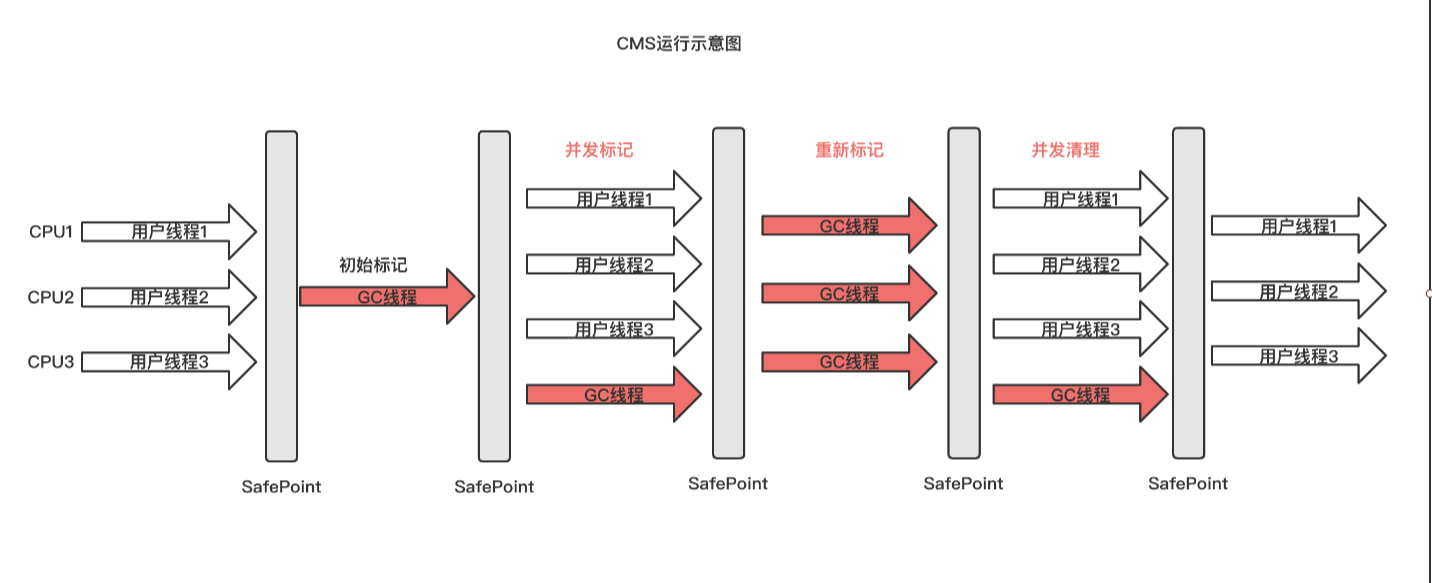 CMS运行示意图
并发标记
重新标记
并发清理
CPU1
用户线程1
CPU2
用户线程2
CPU3
用户线程3
初始标记
GC线程
用户线程1
用户线程2
用户线程3
GC线程
GC线程
GC线程
GC线程
用户线程1
用户线程2
用户线程3
GC线程
用户线程1
用户线程2
用户线程3
SafePoint
SafePoint
SafePoint
SafePoint
SafePoint